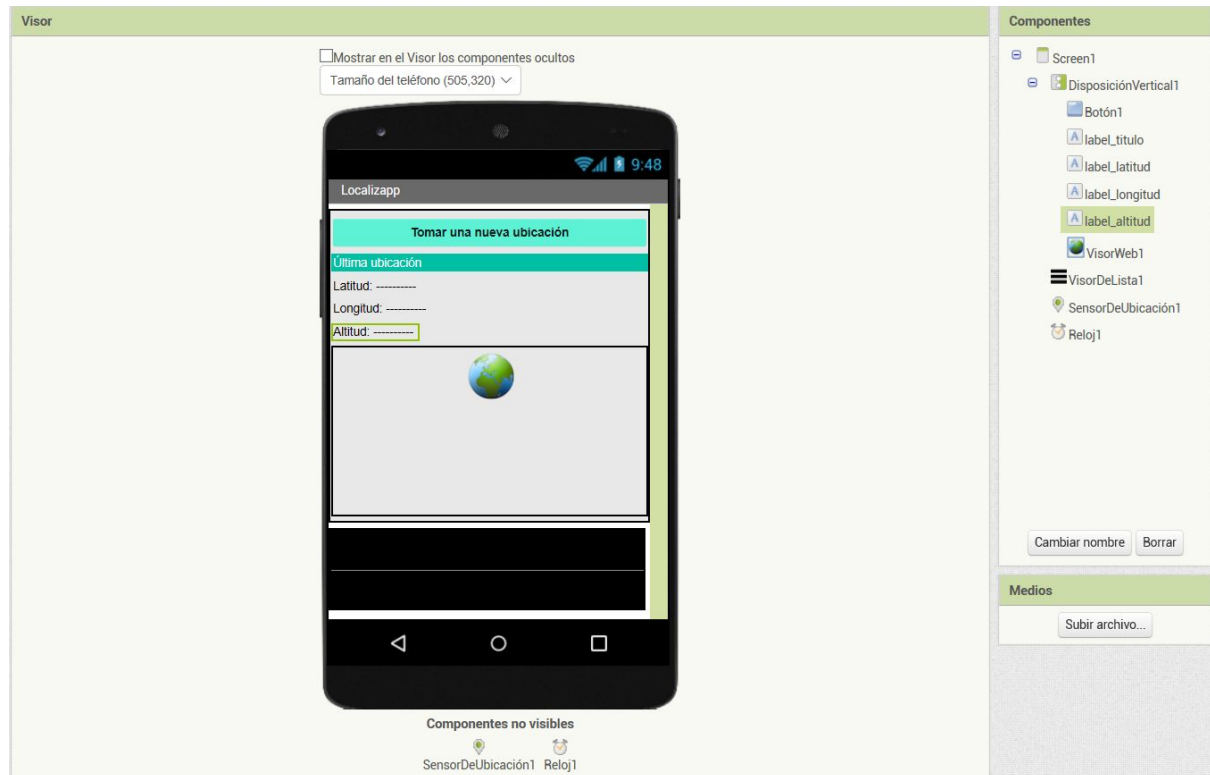 Visor
Mostrar en el Visor los componentes ocultos
Tamaño del teléfono (505,320)
9:48
Localizapp
Tomar una nueva ubicación
Última ubicación
Latitud: ----------
Longitud: ----------
Altitud: ----------
Componentes no visibles
SensorDeUbicación1 Reloj1
Componentes
Screen1
DisposiciónVertical1
Botón1
label_titulo
label_latitud
label_longitud
label_altitud
VisorWeb1
VisorDeLista1
SensorDeUbicación1
Reloj1
Cambiar nombre Borrar
Medios
Subir archivo...